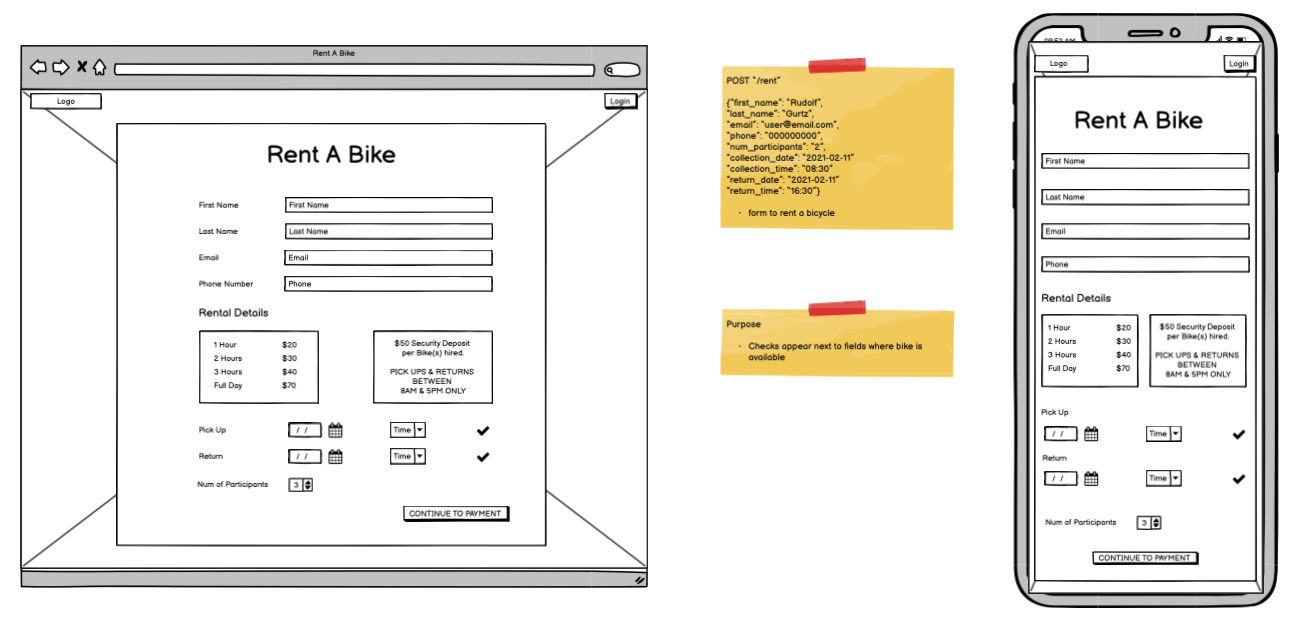 Rent A Bike
Logo
Login
Rent A Bike
First Name
First Name
Last Name
Last Name
Email
Email
Phone Number
Phone
Rental Details
1 Hour $20
2 Hours $30
3 Hours $40
Full Day $70
$50 Security Deposit
per Bike(s) hired.
PICK UPS & RETURNS
BETWEEN
8AM & 5PM ONLY
Pick Up
/ /
Time
Return
/ /
Time
Num of Participants
3
CONTINUE TO PAYMENT
POST "/rent"
{"first_name": "Rudolf",
"last_name": "Gurtz",
"email": "user@email.com",
"phone": "000000000",
"num_participants": "2",
"collection_date": "2021-02-11"
"collection_time": "08:30"
"return_date": "2021-02-11"
"return_time": "16:30"}
· form to rent a bicycle
Purpose
· Checks appear next to fields where bike is
available
Logo
Login
Rent A Bike
First Name
Last Name
Email
Phone
Rental Details
1 Hour $20
2 Hours $30
3 Hours $40
Full Day $70
$50 Security Deposit
per Bike(s) hired.
PICK UPS & RETURNS
BETWEEN
8AM & 5PM ONLY
Pick Up
/ /
Time
Return
/ /
Time
Num of Participants
3
CONTINUE TO PAYMENT